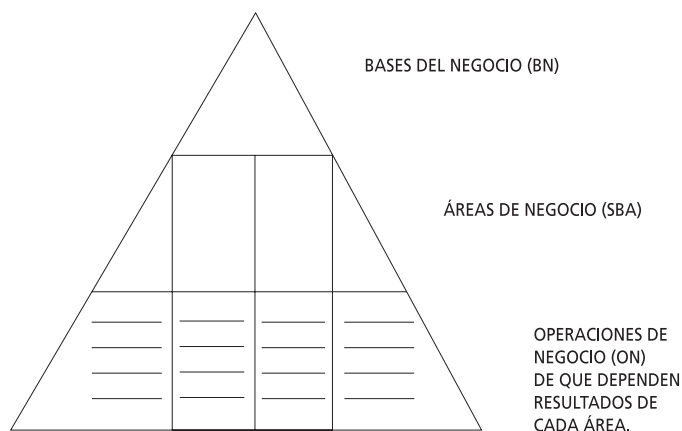 BASES DEL NEGOCIO (BN)
ÁREAS DE NEGOCIO (SBA)
OPERACIONES DE
NEGOCIO (ON)
DE QUE DEPENDEN
RESULTADOS DE
CADA ÁREA.